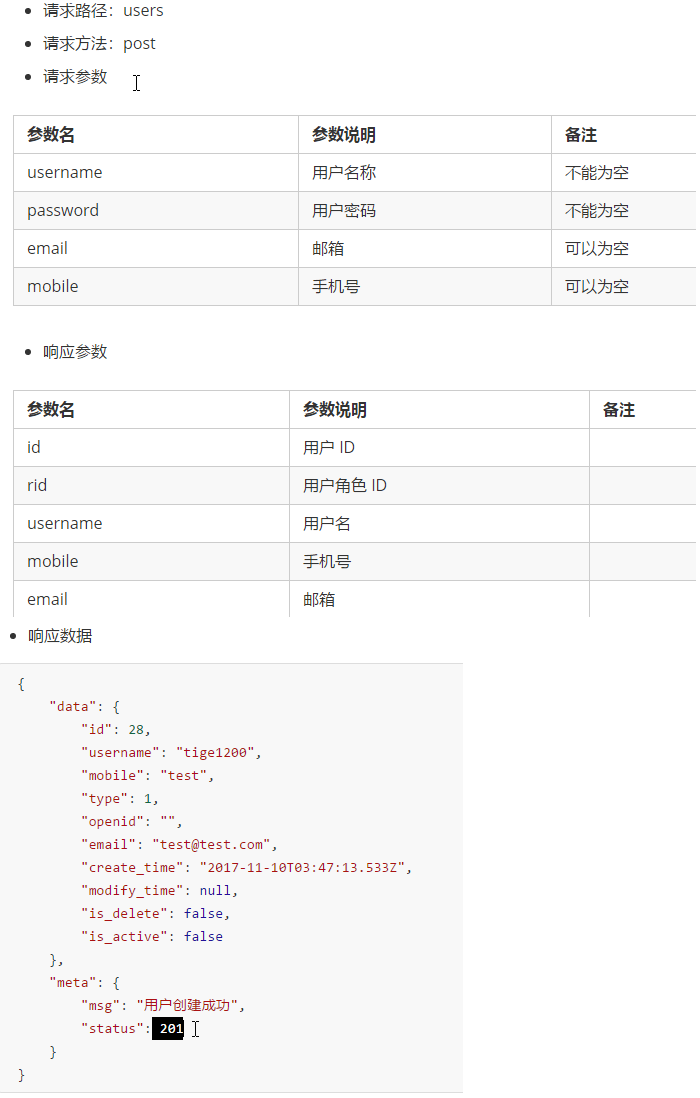 请求路径：users
请求方法：post
请求参数
参数名 参数说明 备注
username 用户名称 不能为空
password 用户密码 不能为空
email 邮箱 可以为空
mobile 手机号 可以为空
响应参数
参数名 参数说明 备注
id 用户 ID
rid 用户角色 ID
username 用户名
mobile 手机号
email 邮箱
响应数据
{
"data": {
"id": 28,
"username": "tige1200",
"mobile": "test",
"type": 1,
"openid": "",
"email": "test@test.com",
"create_time": "2017-11-10T03:47:13.533Z",
"modify_time": null,
"is_delete": false,
"is_active": false
},
"meta": {
"msg": "用户创建成功",
"status": 201
}
}